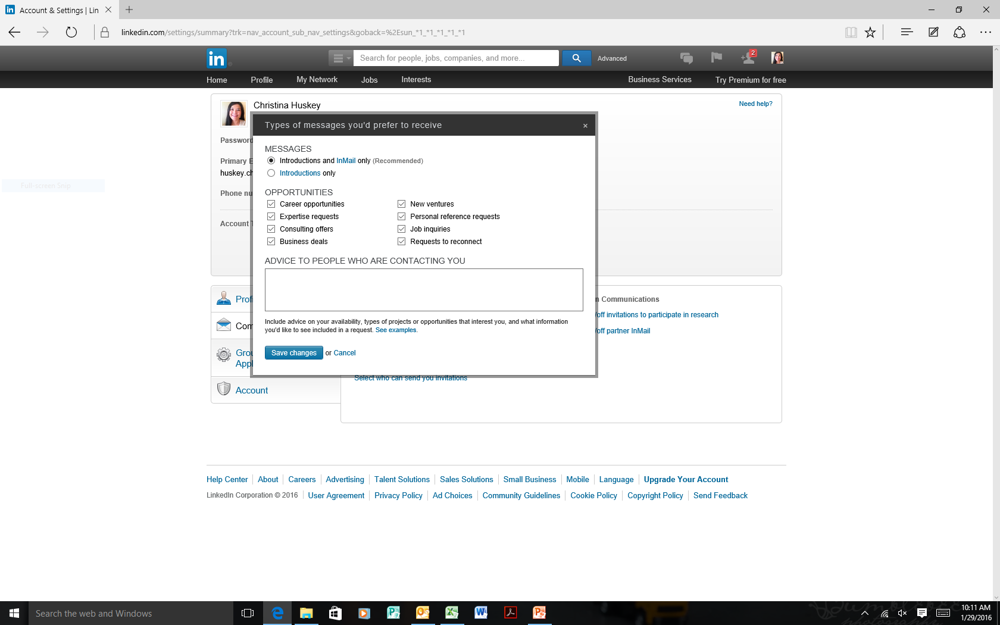 Account & Settings | Lin
linkedin.com/settings/summary?trk=nav_account_sub_nav_settings&goback=%2Esun_*1_*1_*1_*1_*1
in
Search for people, jobs, companies, and more...
Advanced
2
Home Profile My Network Jobs Interests Business Services Try Premium for free
Christina Huskey
Need help?
Types of messages you'd prefer to receive
×
Password
Primary E
huskey.ch
Phone nu
Account T
Full-screen Snip
MESSAGES
Introductions and InMail only (Recommended)
Introductions only
OPPORTUNITIES
Career opportunities New ventures
Expertise requests Personal reference requests
Consulting offers Job inquiries
Business deals Requests to reconnect
ADVICE TO PEOPLE WHO ARE CONTACTING YOU
Include advice on your availability, types of projects or opportunities that interest you, and what information
you'd like to see included in a request. See examples.
Save changes or Cancel
Profi
Com
Grou
Appl
Account
n Communications
/off invitations to participate in research
/off partner InMail
Select who can send you invitations
Help Center About Careers Advertising Talent Solutions Sales Solutions Small Business Mobile Language Upgrade Your Account
LinkedIn Corporation © 2016 User Agreement Privacy Policy Ad Choices Community Guidelines Cookie Policy Copyright Policy Send Feedback
Search the web and Windows
10:11 AM
1/29/2016